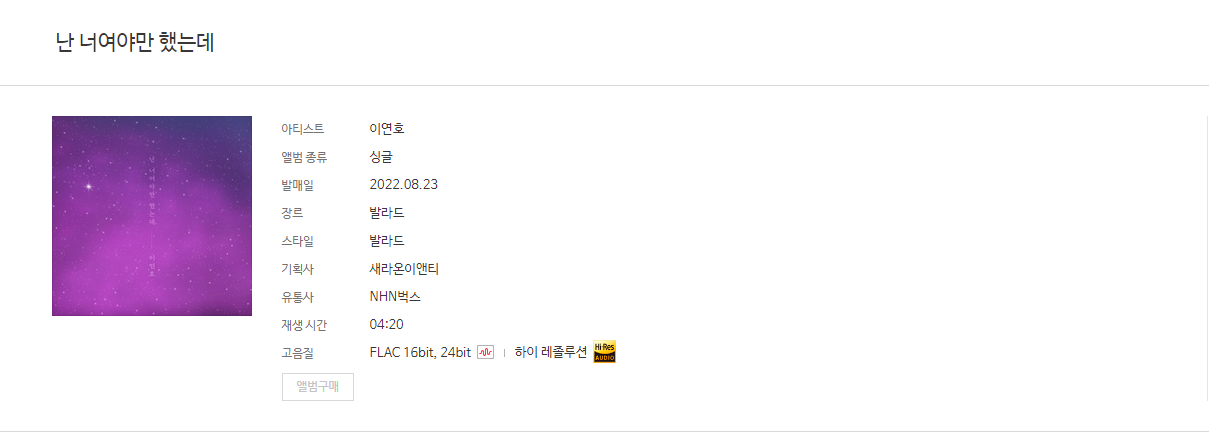 난 너여야만 했는데
난 너여야만 했는데 이연호
아티스트 이연호
앨범 종류 싱글
발매일 2022.08.23
장르 발라드
스타일 발라드
기획사 새라온이앤티
유통사 NHN벅스
재생 시간 04:20
고음질 FLAC 16bit, 24bit | 하이 레졸루션 Hi-Res AUDIO
앨범구매